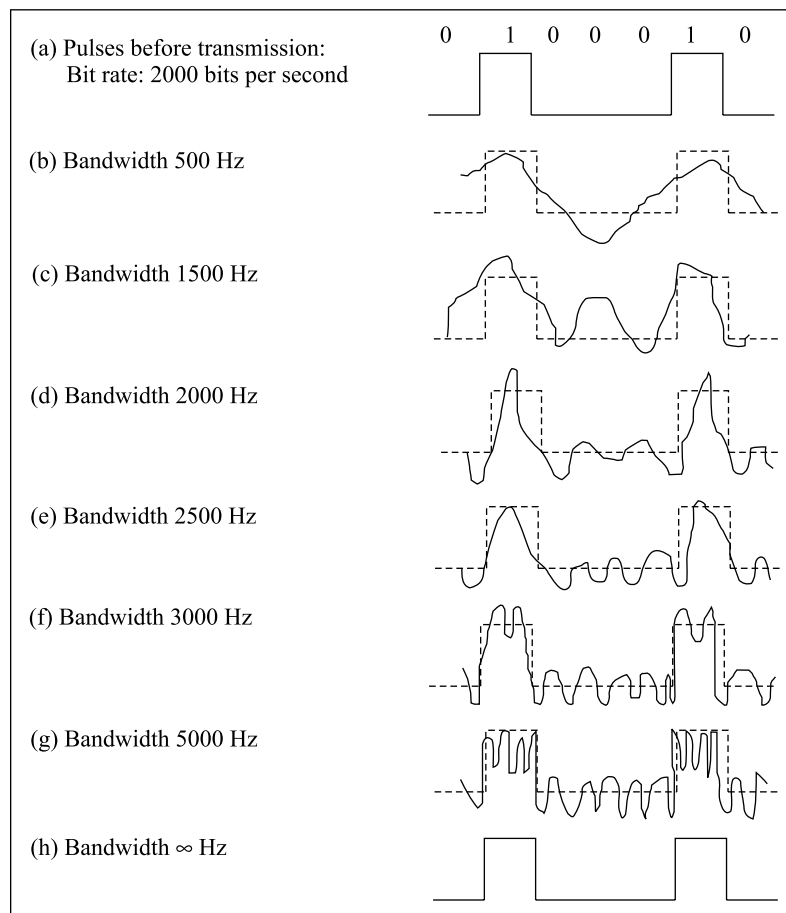 0 1 0 0 0 1 0
(a) Pulses before transmission:
Bit rate: 2000 bits per second
(b) Bandwidth 500 Hz
(c) Bandwidth 1500 Hz
(d) Bandwidth 2000 Hz
(e) Bandwidth 2500 Hz
(f) Bandwidth 3000 Hz
(g) Bandwidth 5000 Hz
(h) Bandwidth ∞ Hz